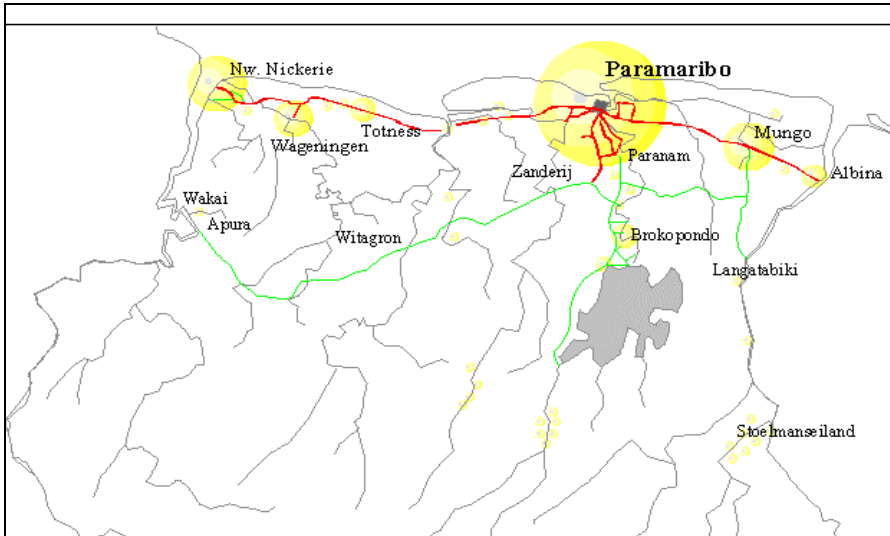 Nw. Nickerie
Paramaribo
Totness
Mungo
Wageningen
Paranam
Zanderij
Albina
Wakai
Apura
Witagron
Brokopondo
Langatabiki
Stoelmanseiland